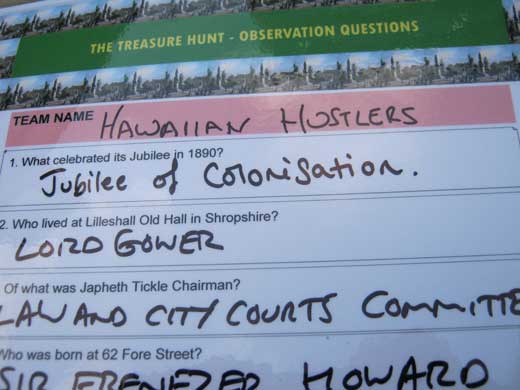 THE TREASURE HUNT - OBSERVATION QUESTIONS
TEAM NAME HAWAIIAN HUSTLERS
1. What celebrated its Jubilee in 1890?
Jubilee of Colonisation.
2. Who lived at Lilleshall Old Hall in Shropshire?
LORD GOWER
Of what was Japheth Tickle Chairman?
LAW AND CITY COURTS COMMITTE
Who was born at 62 Fore Street?
SIR EBENEZER HOWARD